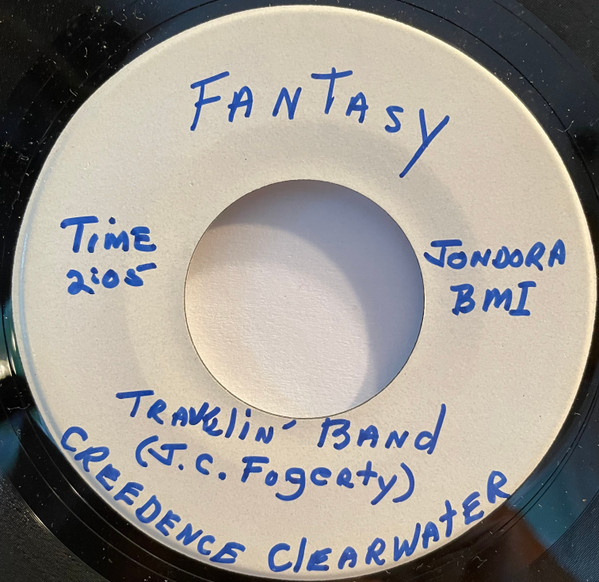 FANTASY
TIME
2:05
JONDORA
BMI
TRAVELIN' BAND
(J.C. Fogerty)
CREEDENCE CLEARWATER